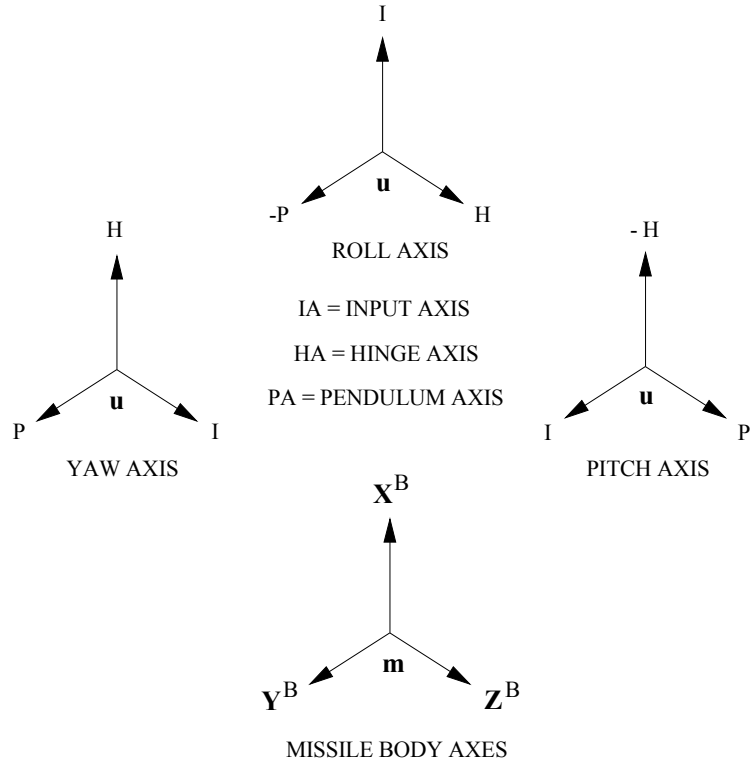 I
u
-P
H
ROLL AXIS
H
u
P
I
YAW AXIS
IA = INPUT AXIS
HA = HINGE AXIS
PA = PENDULUM AXIS
- H
u
I
P
PITCH AXIS
X^B
m
Y^B
Z^B
MISSILE BODY AXES